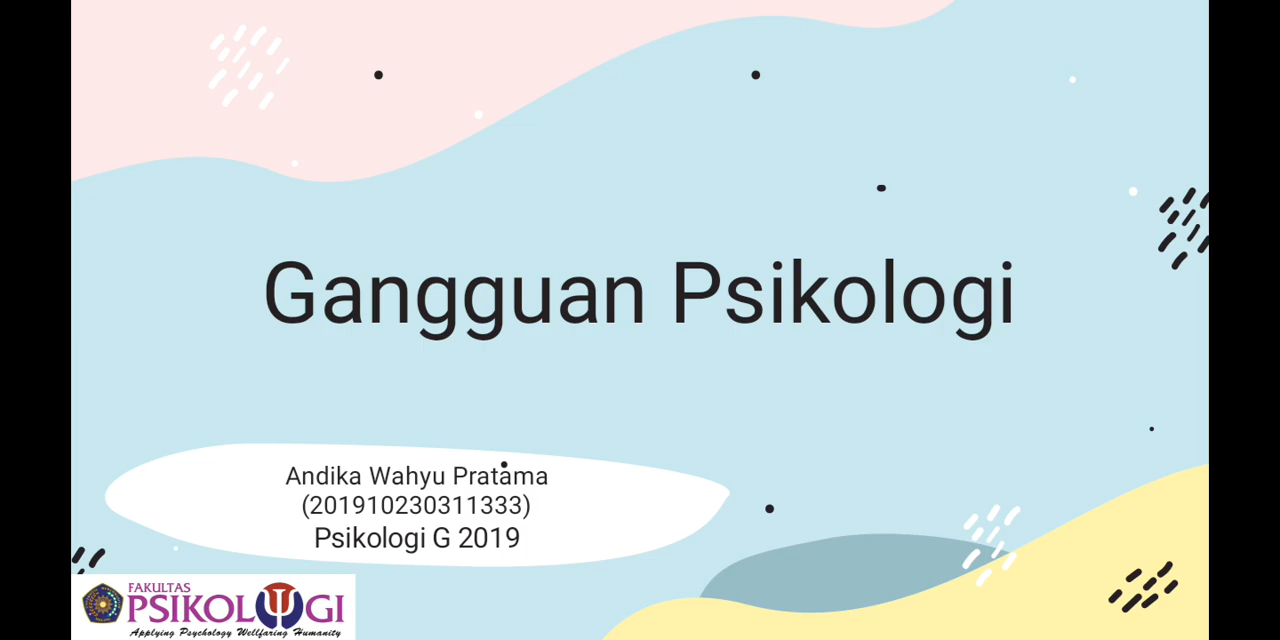 Gangguan Psikologi
Andika Wahyu Pratama
(201910230311333)
Psikologi G 2019
FAKULTAS
PSIKOLOGI
Applying Psychology Wellfaring Humanity